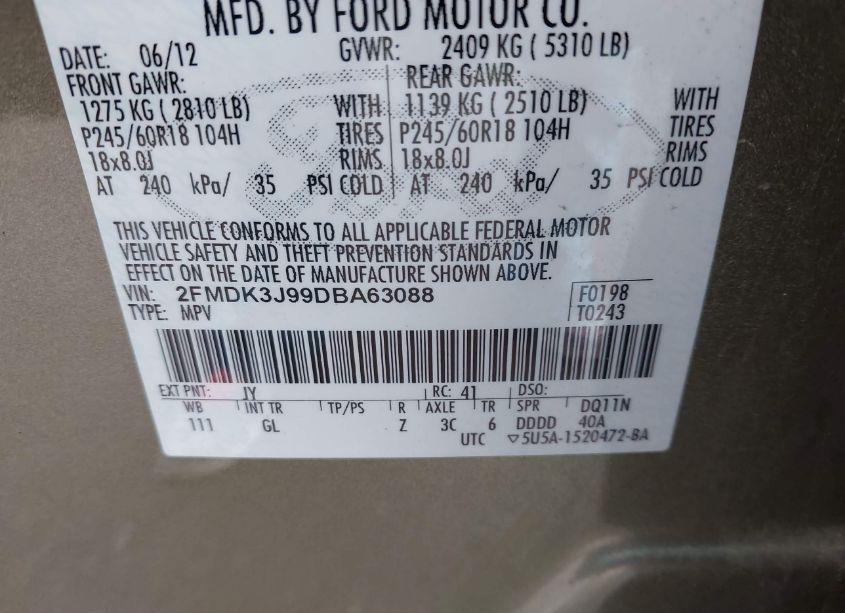 MFD. BY FORD MOTOR CO.
DATE: 06/12 GVWR: 2409 KG ( 5310 LB)
FRONT GAWR: REAR GAWR:
1275 KG ( 2810 LB) WITH 1139 KG ( 2510 LB) WITH
P245/60R18 104H TIRES P245/60R18 104H TIRES
18x8.0J RIMS 18x8.0J RIMS
AT 240 kPa/ 35 PSI COLD AT 240 kPa/ 35 PSI COLD
THIS VEHICLE CONFORMS TO ALL APPLICABLE FEDERAL MOTOR
VEHICLE SAFETY AND THEFT PREVENTION STANDARDS IN
EFFECT ON THE DATE OF MANUFACTURE SHOWN ABOVE.
VIN: 2FMDK3J99DBA63088 F0198
TYPE: MPV T0243
EXT PNT: JY RC: 41 DSO:
WB INT TR TP/PS R AXLE TR SPR DQ11N
111 GL Z 3C 6 DDDD 40A
UTC ▽5U5A-1520472-BA